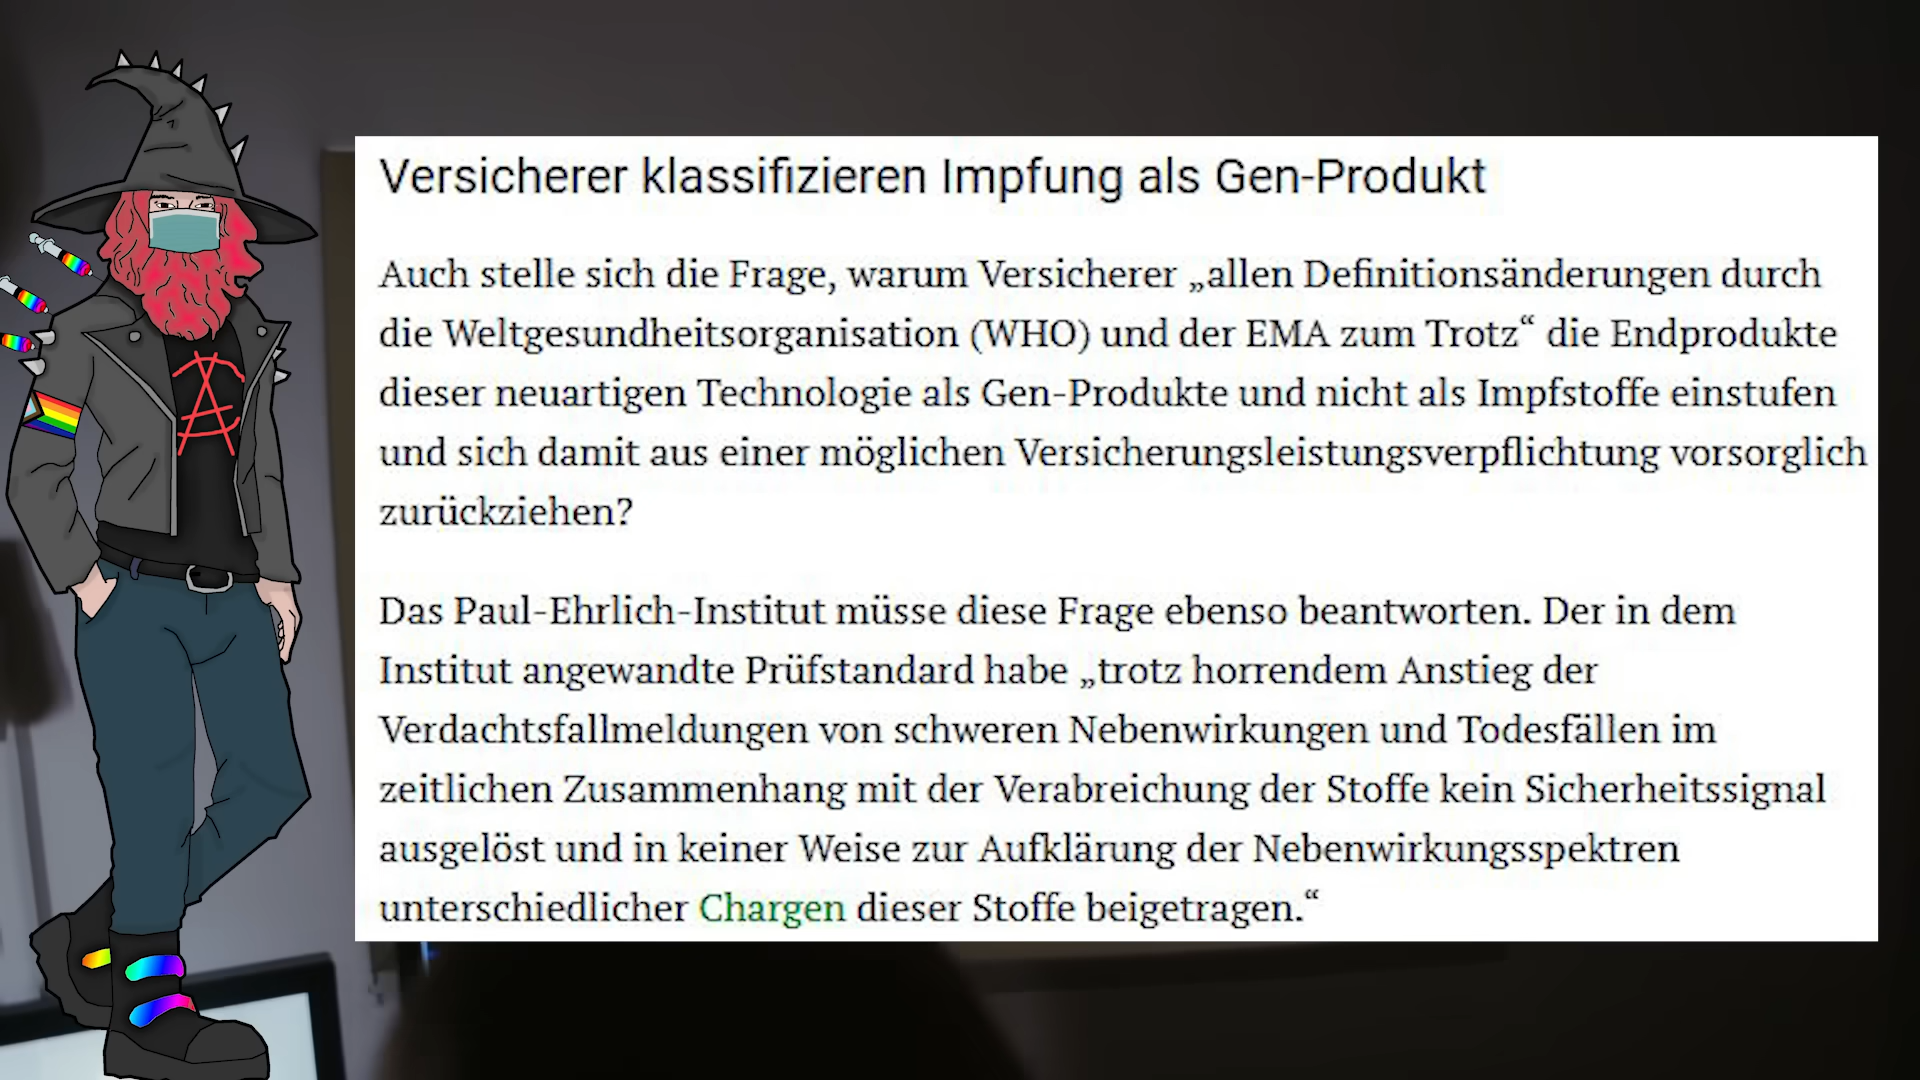 Versicherer klassifizieren Impfung als Gen-Produkt
Auch stelle sich die Frage, warum Versicherer „allen Definitionsänderungen durch
die Weltgesundheitsorganisation (WHO) und der EMA zum Trotz“ die Endprodukte
dieser neuartigen Technologie als Gen-Produkte und nicht als Impfstoffe einstufen
und sich damit aus einer möglichen Versicherungsleistungsverpflichtung vorsorglich
zurückziehen?
Das Paul-Ehrlich-Institut müsse diese Frage ebenso beantworten. Der in dem
Institut angewandte Prüfstandard habe „trotz horrendem Anstieg der
Verdachtsfallmeldungen von schweren Nebenwirkungen und Todesfällen im
zeitlichen Zusammenhang mit der Verabreichung der Stoffe kein Sicherheitssignal
ausgelöst und in keiner Weise zur Aufklärung der Nebenwirkungsspektren
unterschiedlicher Chargen dieser Stoffe beigetragen.“